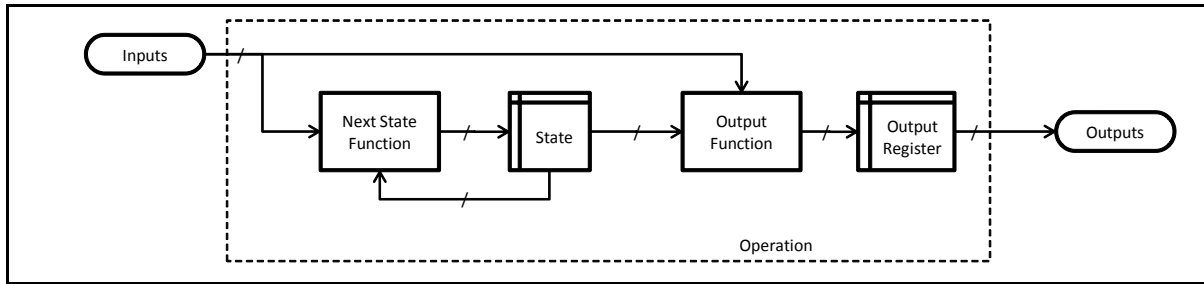 Inputs
Next State
Function
State
Output
Function
Output
Register
Outputs
Operation